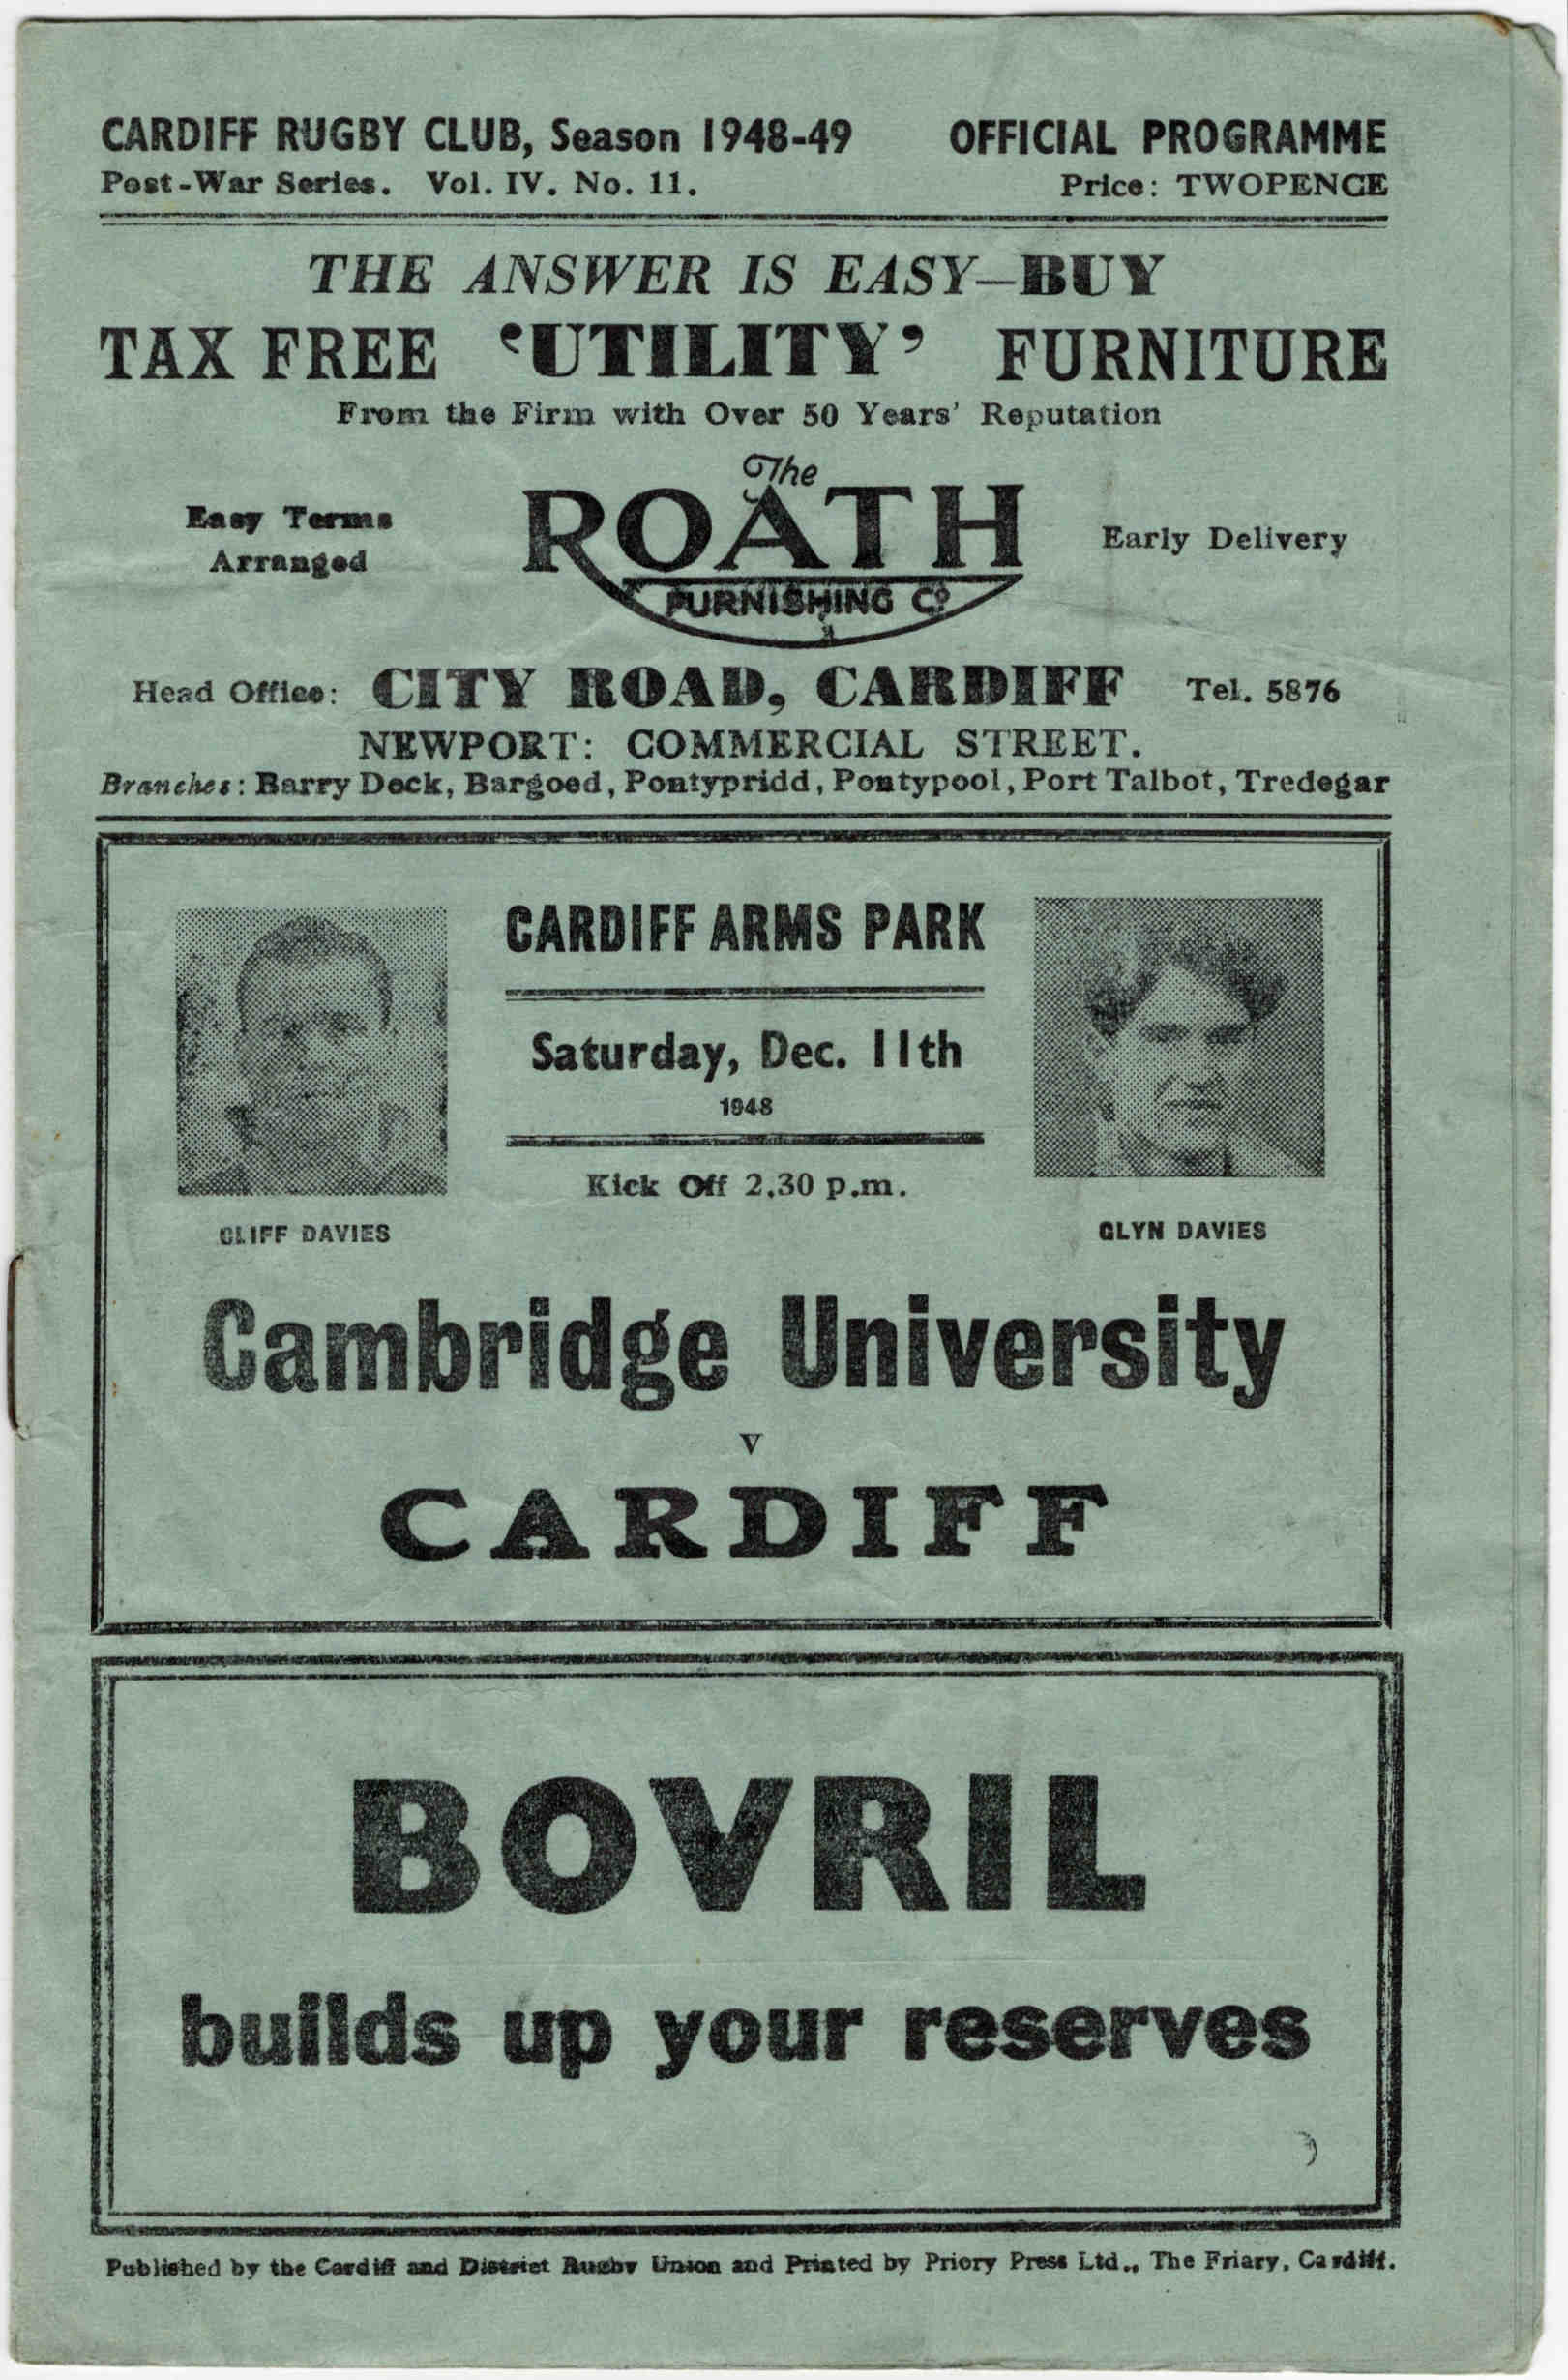 CARDIFF RUGBY CLUB, Season 1948-49 OFFICIAL PROGRAMME
Post-War Series. Vol. IV. No. 11. Price: TWOPENCE
THE ANSWER IS EASY—BUY
TAX FREE 'UTILITY' FURNITURE
From the Firm with Over 50 Years' Reputation
Easy Terms
Arranged
The
ROATH
FURNISHING Co
Early Delivery
Head Office: CITY ROAD, CARDIFF Tel. 5876
NEWPORT: COMMERCIAL STREET.
Branches: Barry Dock, Bargoed, Pontypridd, Pontypool, Port Talbot, Tredegar
CARDIFF ARMS PARK
Saturday, Dec. 11th
1948
Kick Off 2.30 p.m.
CLIFF DAVIES
GLYN DAVIES
Cambridge University
v
CARDIFF
BOVRIL
builds up your reserves
Published by the Cardiff and District Rugby Union and Printed by Priory Press Ltd., The Friary, Cardiff.